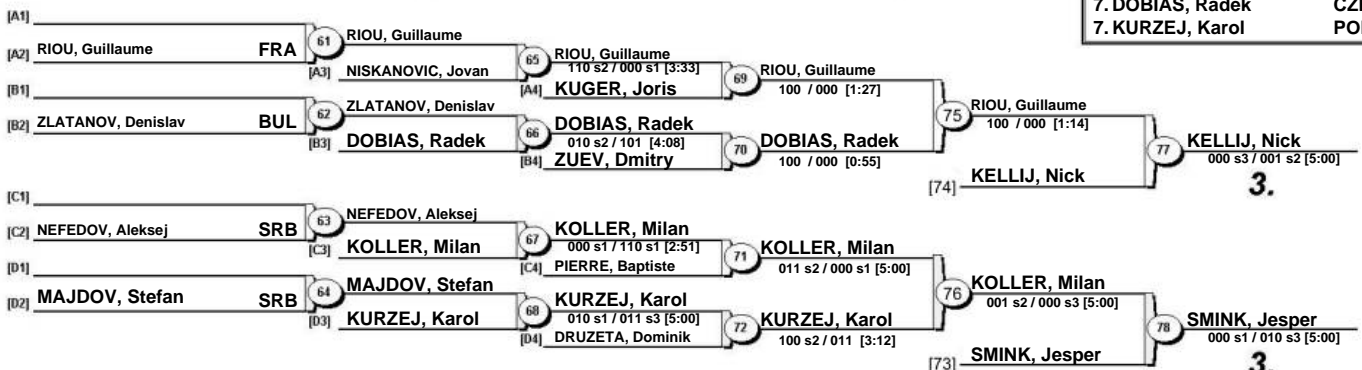 7. DOBIAS, Radek
7. KURZEJ, Karol PO
[A1]
[A2] RIOU, Guillaume FRA 61 RIOU, Guillaume
[A3] NISKANOVIC, Jovan 65 RIOU, Guillaume
110 s2 / 000 s1 [3:33]
[A4] KUGER, Joris 69 RIOU, Guillaume
100 / 000 [1:27]
[B1]
[B2] ZLATANOV, Denislav BUL 62 ZLATANOV, Denislav
[B3] DOBIAS, Radek 66 DOBIAS, Radek
010 s2 / 101 [4:08]
[B4] ZUEV, Dmitry 70 DOBIAS, Radek
100 / 000 [0:55]
75 RIOU, Guillaume
100 / 000 [1:14]
[74] KELLIJ, Nick 77 KELLIJ, Nick
000 s3 / 001 s2 [5:00]
3.
[C1]
[C2] NEFEDOV, Aleksej SRB 63 NEFEDOV, Aleksej
[C3] KOLLER, Milan 67 KOLLER, Milan
000 s1 / 110 s1 [2:51]
[C4] PIERRE, Baptiste 71 KOLLER, Milan
011 s2 / 000 s1 [5:00]
[D1]
[D2] MAJDOV, Stefan SRB 64 MAJDOV, Stefan
[D3] KURZEJ, Karol 68 KURZEJ, Karol
010 s1 / 011 s3 [5:00]
[D4] DRUZETA, Dominik 72 KURZEJ, Karol
100 s2 / 011 [3:12]
76 KOLLER, Milan
001 s2 / 000 s3 [5:00]
[73] SMINK, Jesper 78 SMINK, Jesper
000 s1 / 010 s3 [5:00]
3.